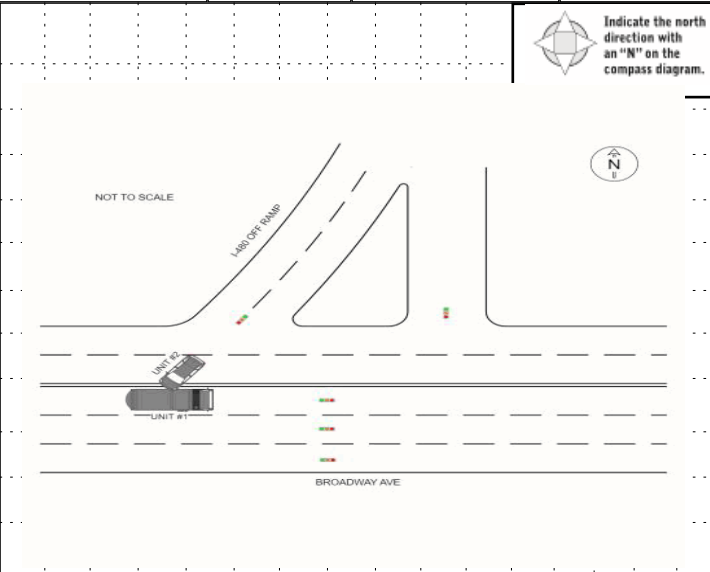 Indicate the north
direction with
an “N” on the
compass diagram.
N
NOT TO SCALE
I-480 OFF RAMP
UNIT #2
UNIT #1
BROADWAY AVE